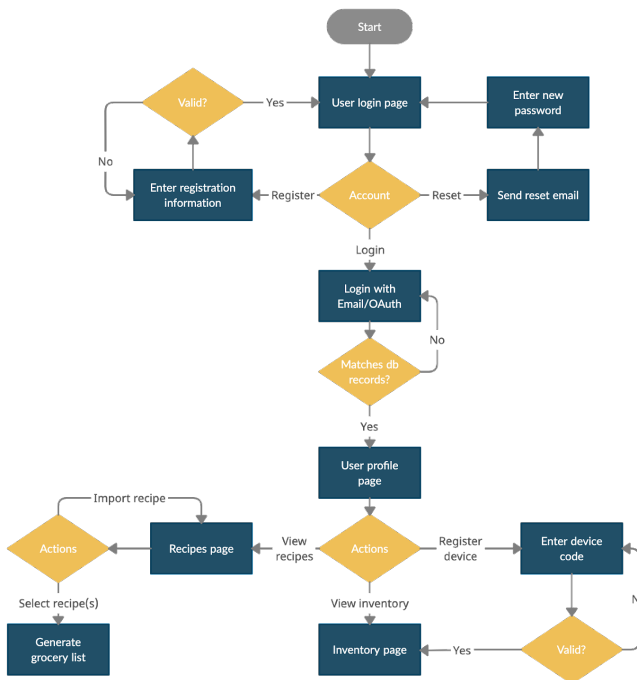 Start
Valid?
Yes
User login page
Enter new
password
No
Enter registration
information
Register
Account
Reset
Send reset email
Login
Login with
Email/OAuth
No
Matches db
records?
Yes
User profile
page
Import recipe
Actions
Recipes page
View
recipes
Actions
Register
device
Enter device
code
Select recipe(s)
View inventory
Generate
grocery list
Inventory page
Yes
Valid?